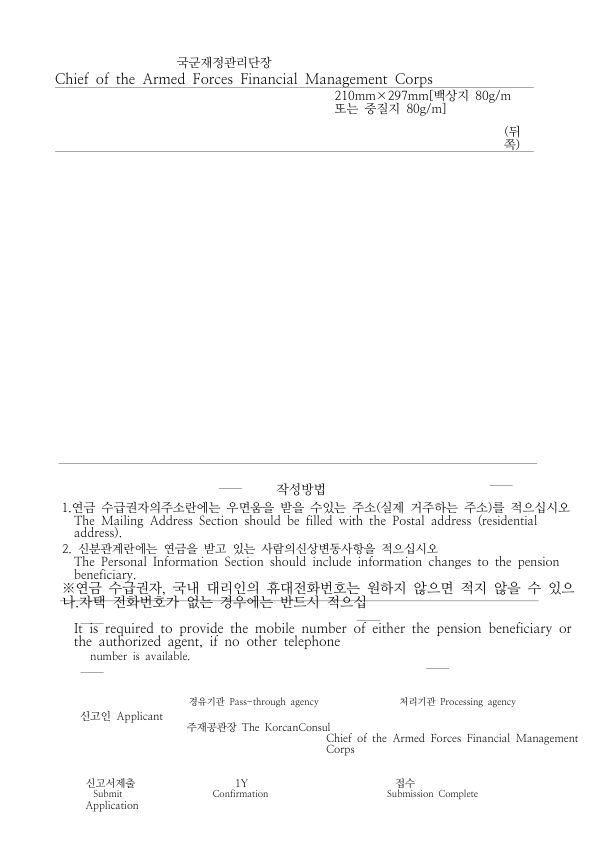 국군재정관리단장
Chief of the Armed Forces Financial Management Corps
210mm×297mm[백상지 80g/m
또는 중질지 80g/m]
(뒤
쪽)
작성방법
1.연금 수급권자의주소란에는 우면움을 받을 수있는 주소(실제 거주하는 주소)를 적으십시오
The Mailing Address Section should be filled with the Postal address (residential
address).
2. 신분관계란에는 연금을 받고 있는 사람의신상변동사항을 적으십시오
The Personal Information Section should include information changes to the pension
beneficiary.
※연금 수급권자, 국내 대리인의 휴대전화번호는 원하지 않으면 적지 않을 수 있으
나.자택 전화번호가 없는 경우에는 반드시 적으십
It is required to provide the mobile number of either the pension beneficiary or
the authorized agent, if no other telephone
number is available.
경유기관 Pass-through agency
처리기관 Processing agency
신고인 Applicant
주재공관장 The KorcanConsul
Chief of the Armed Forces Financial Management
Corps
신고서제출
1Y
접수
Submit
Confirmation
Submission Complete
Application